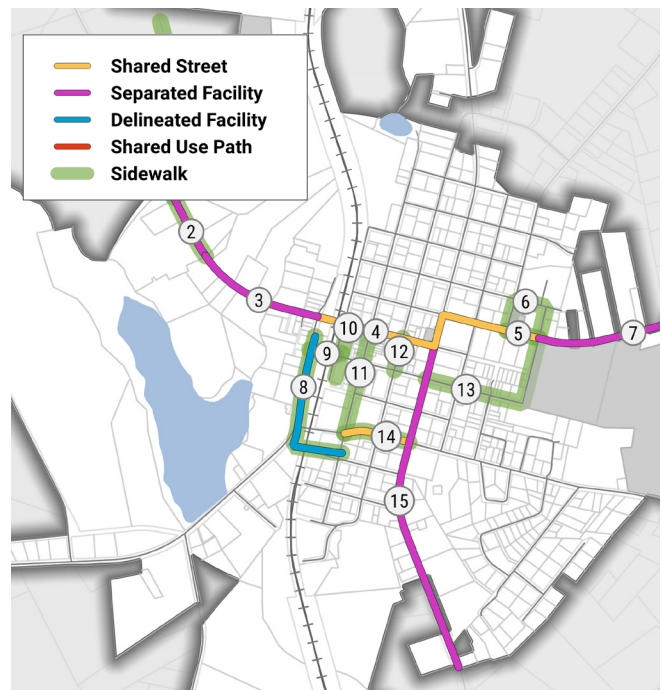 Shared Street
Separated Facility
Delineated Facility
Shared Use Path
Sidewalk
2
3
6
10
4
5
7
9
12
11
8
13
14
15